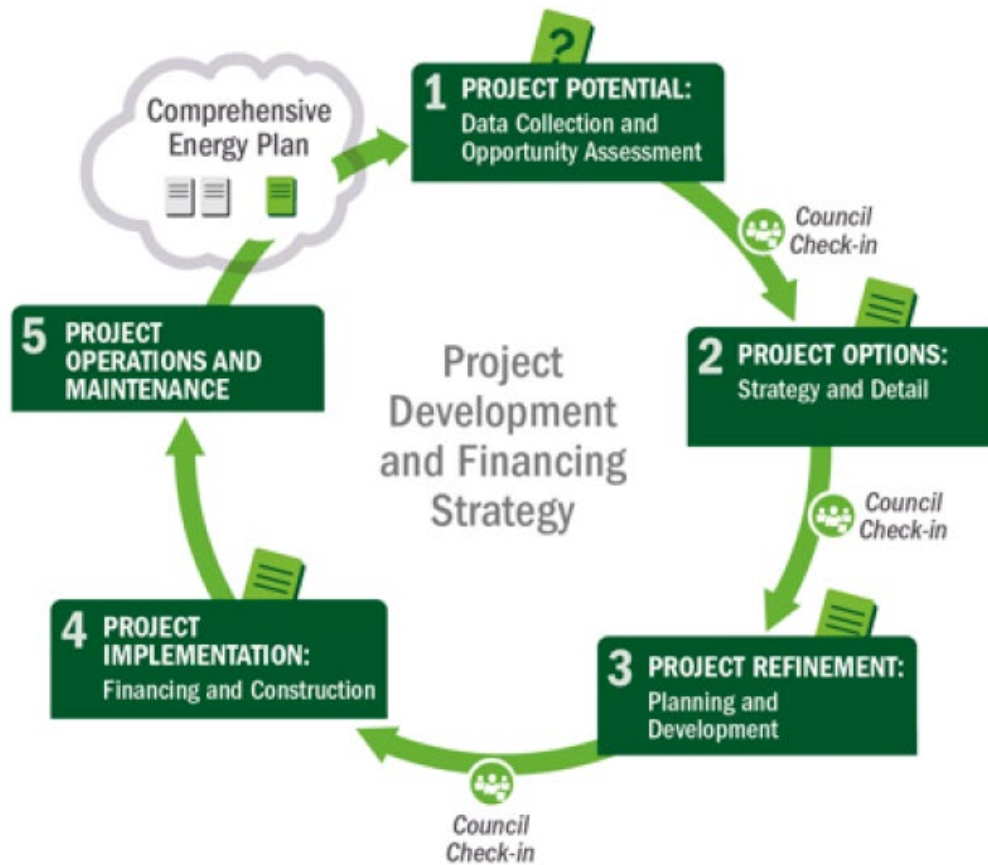 Comprehensive
Energy Plan
?
1 PROJECT POTENTIAL:
Data Collection and
Opportunity Assessment
Council
Check-in
2 PROJECT OPTIONS:
Strategy and Detail
Council
Check-in
3 PROJECT REFINEMENT:
Planning and
Development
Council
Check-in
4 PROJECT
IMPLEMENTATION:
Financing and Construction
5 PROJECT
OPERATIONS AND
MAINTENANCE
Project
Development
and Financing
Strategy